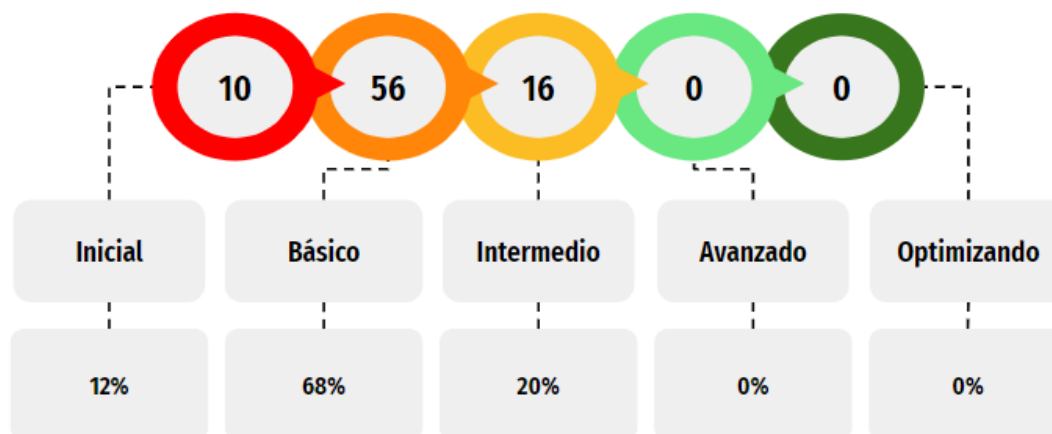 10 56 16 0 0
Inicial Básico Intermedio Avanzado Optimizando
12% 68% 20% 0% 0%